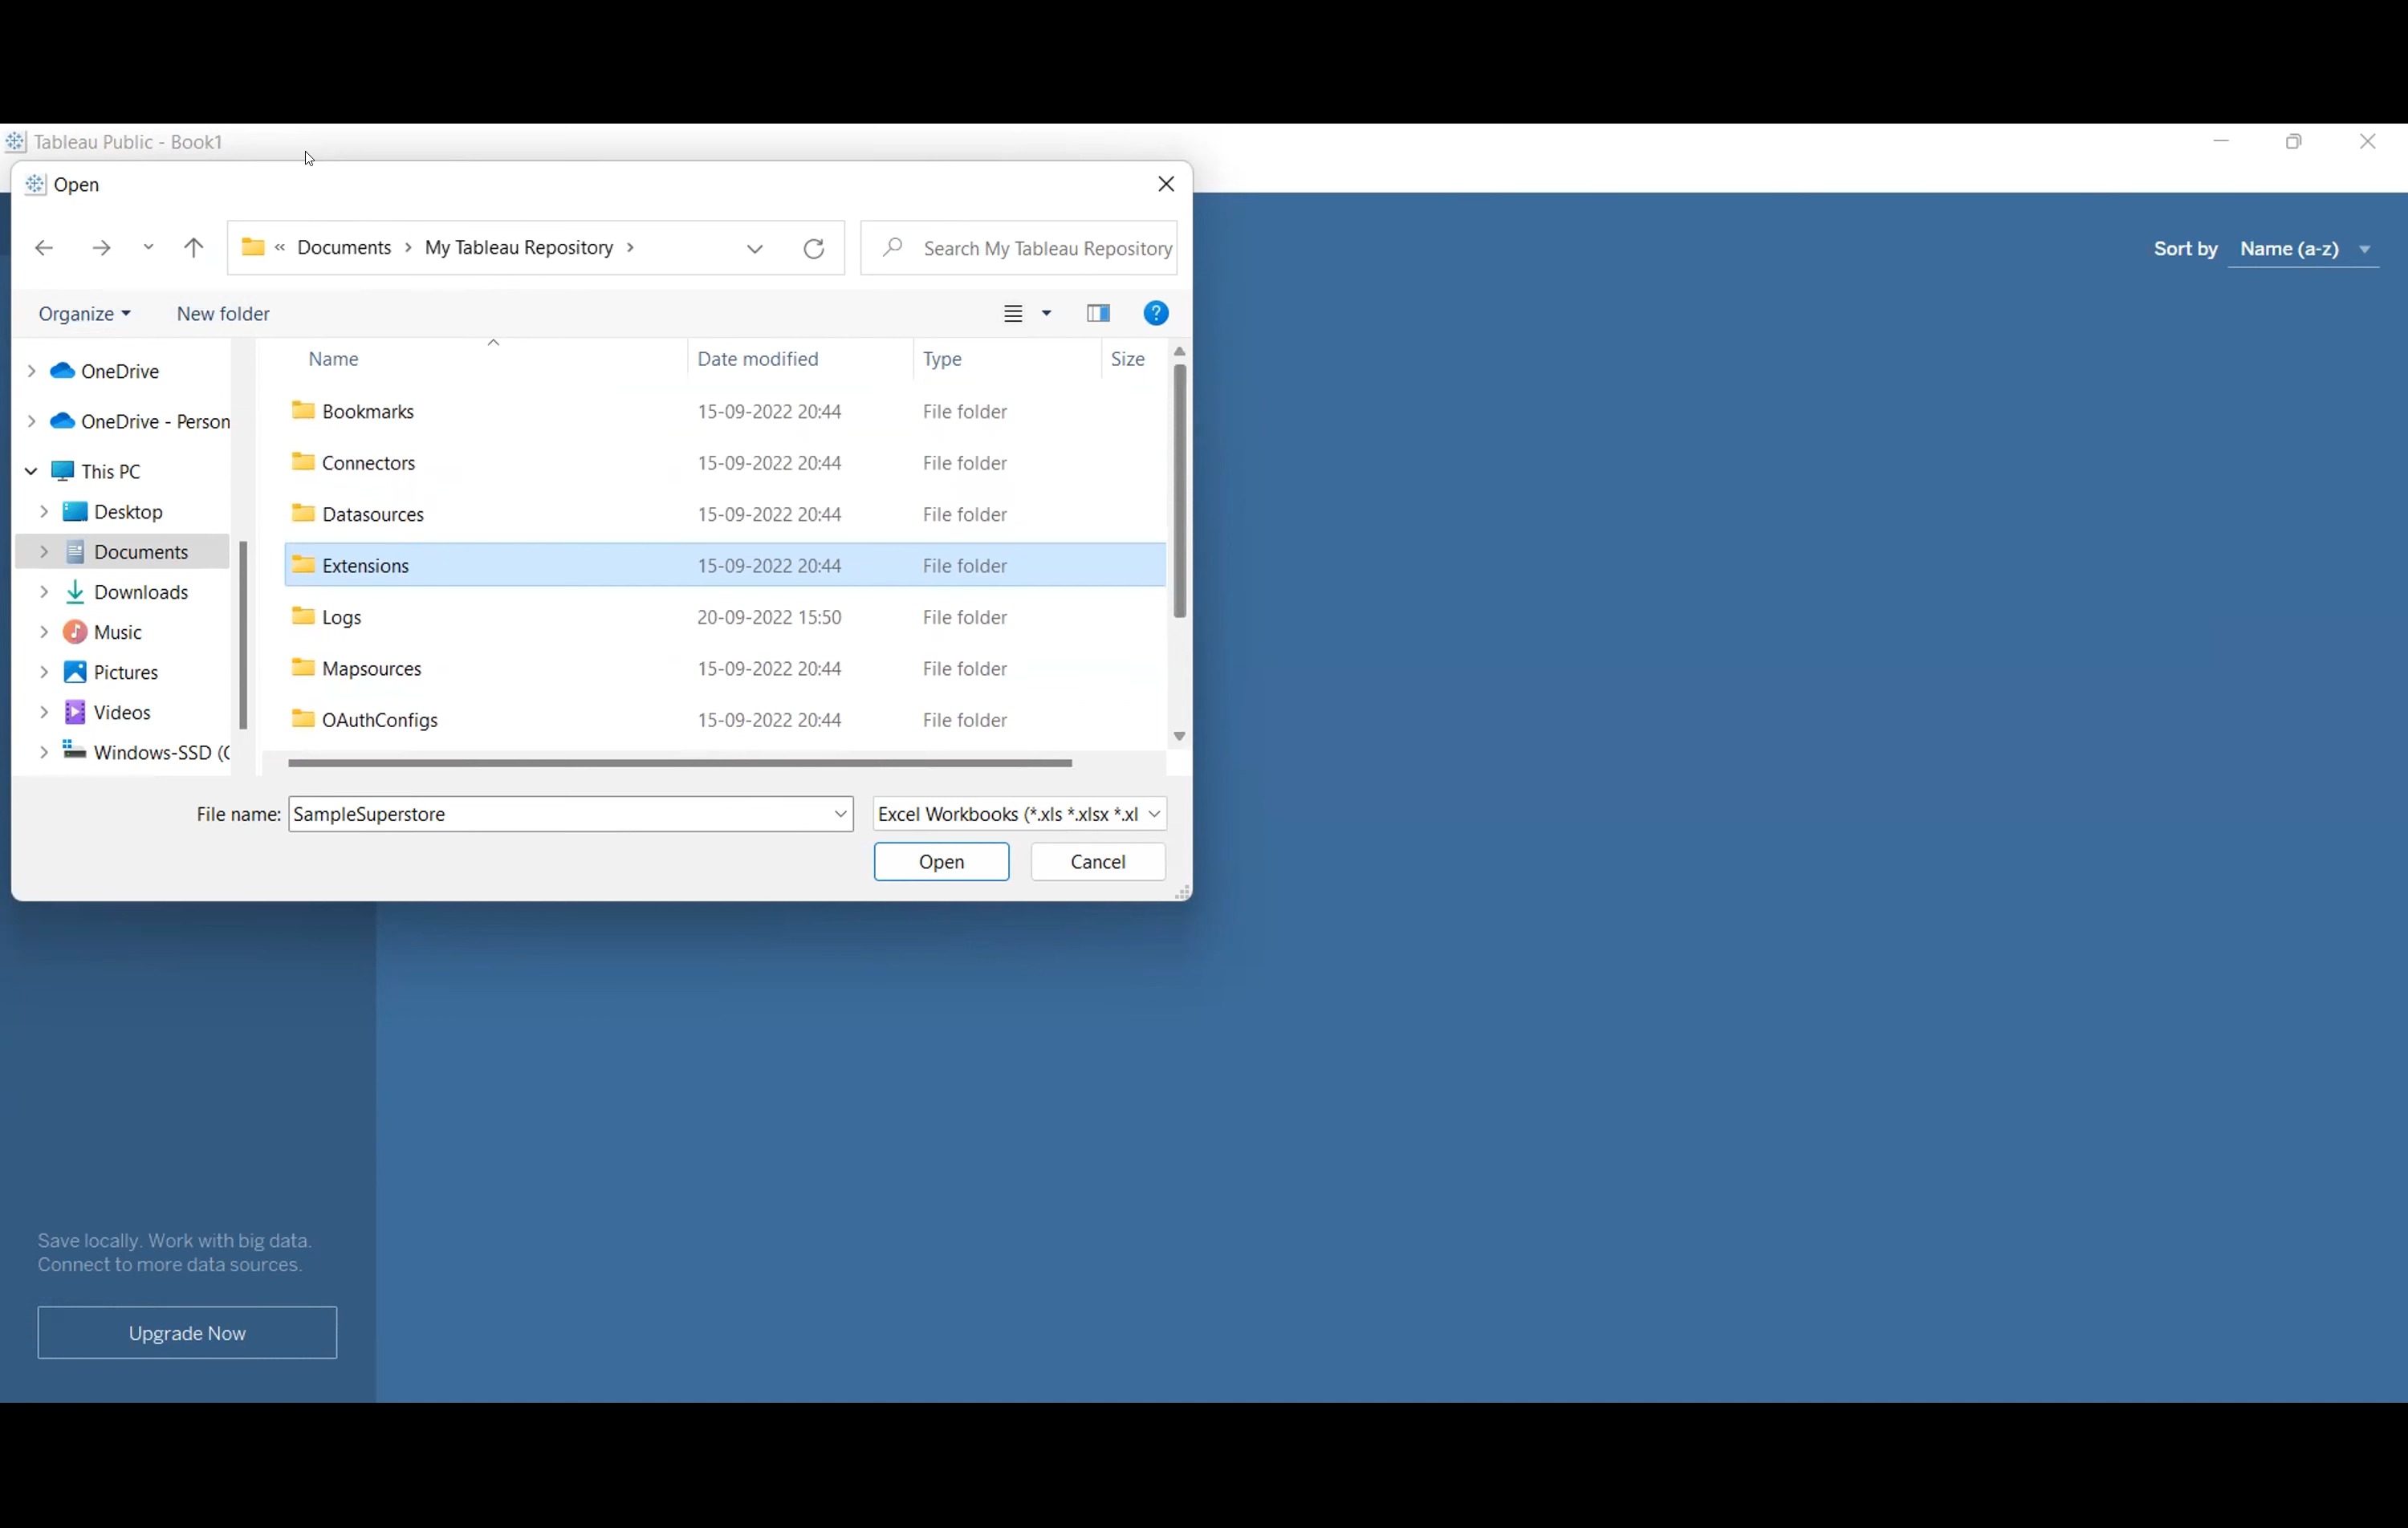 Tableau Public - Book1
Open
« Documents › My Tableau Repository ›
Search My Tableau Repository
Sort by Name (a-z)
Organize
New folder
Name Date modified Type Size
OneDrive
OneDrive - Person
This PC
Desktop
Documents
Downloads
Music
Pictures
Videos
Windows-SSD (C
Bookmarks 15-09-2022 20:44 File folder
Connectors 15-09-2022 20:44 File folder
Datasources 15-09-2022 20:44 File folder
Extensions 15-09-2022 20:44 File folder
Logs 20-09-2022 15:50 File folder
Mapsources 15-09-2022 20:44 File folder
OAuthConfigs 15-09-2022 20:44 File folder
File name: SampleSuperstore
Excel Workbooks (*.xls *.xlsx *.xl
Open
Cancel
Save locally. Work with big data.
Connect to more data sources.
Upgrade Now